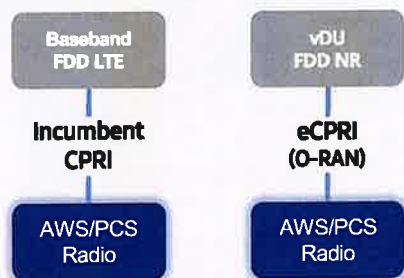 Baseband
FDD LTE
Incumbent
CPRI
AWS/PCS
Radio
vDU
FDD NR
eCPRI
(O-RAN)
AWS/PCS
Radio